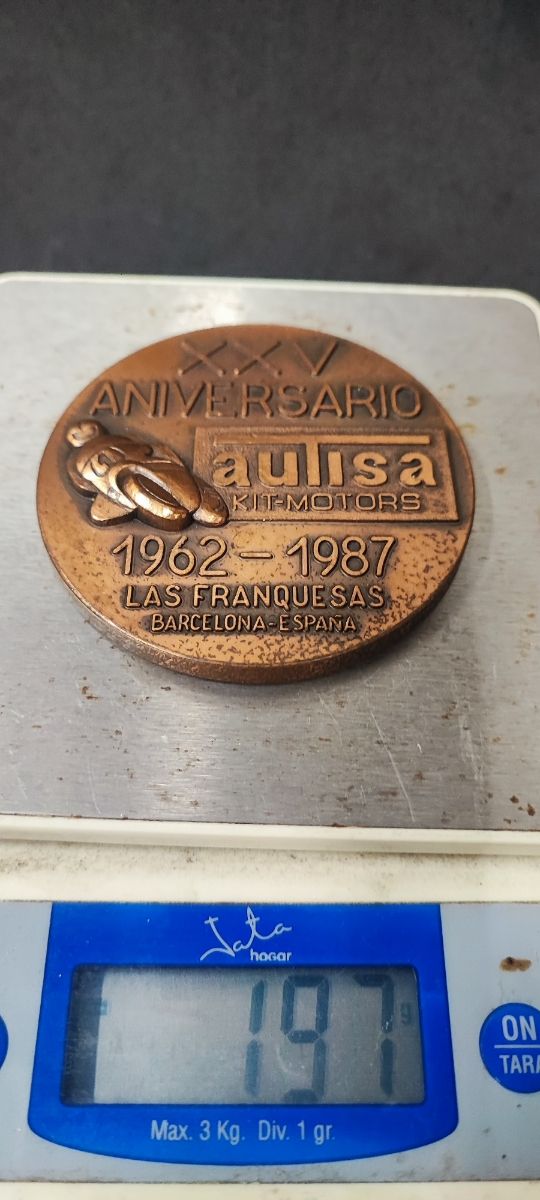 XXV
ANIVERSARIO
autisa
KIT-MOTORS
1962-1987
LAS FRANQUESAS
BARCELONA-ESPAÑA
Jata
hogar
197 g
ON
TARA
Max. 3 Kg. Div. 1 gr.